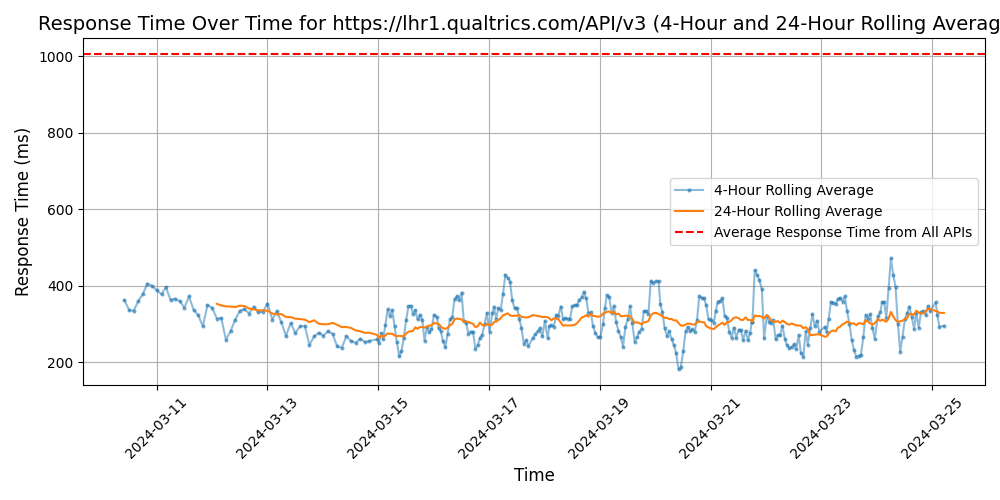 Response Time Over Time for https://lhr1.qualtrics.com/API/v3 (4-Hour and 24-Hour Rolling Averag
1000
800
600
400
200
Response Time (ms)
4-Hour Rolling Average
24-Hour Rolling Average
Average Response Time from All APIs
2024-03-11
2024-03-13
2024-03-15
2024-03-17
2024-03-19
2024-03-21
2024-03-23
2024-03-25
Time